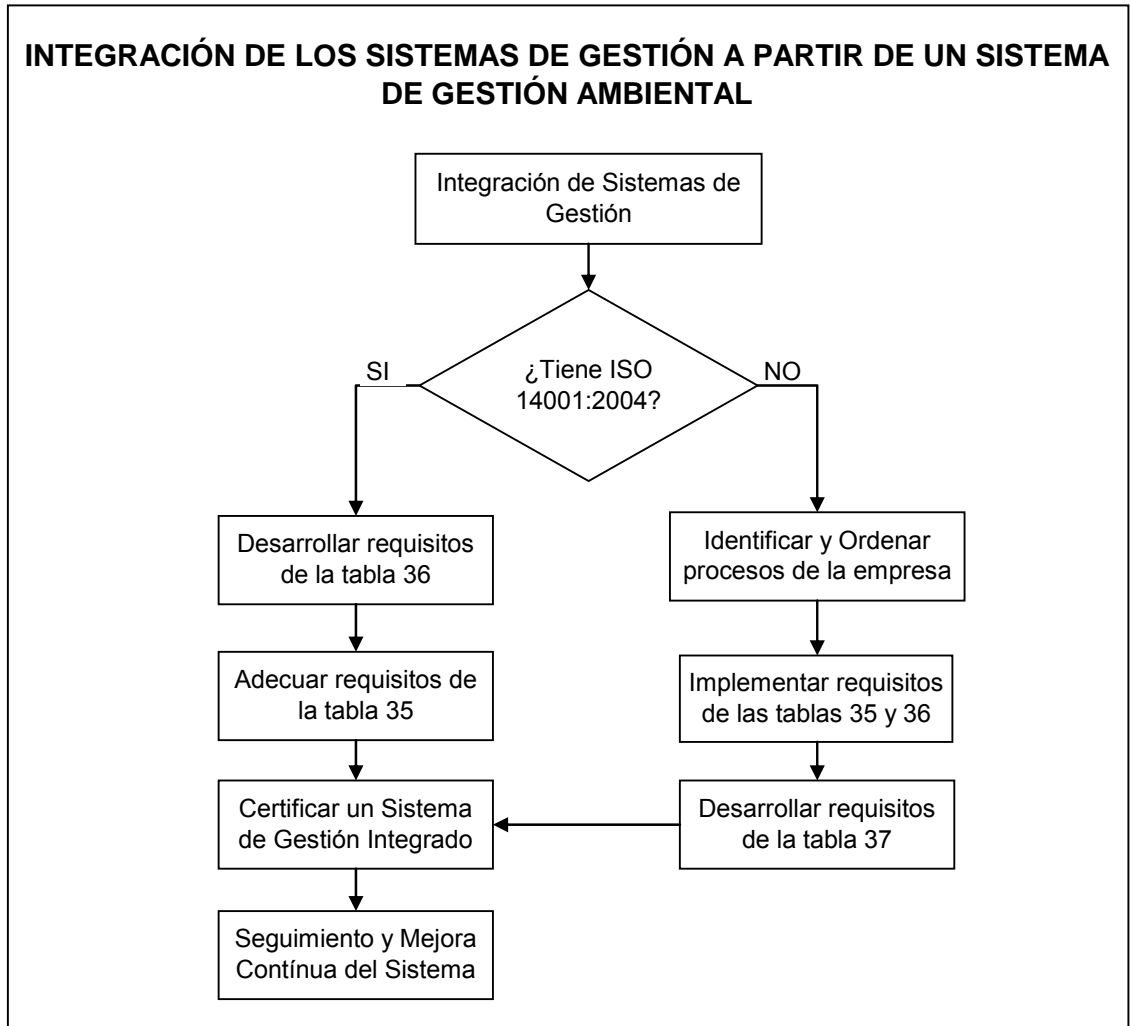 INTEGRACIÓN DE LOS SISTEMAS DE GESTIÓN A PARTIR DE UN SISTEMA
DE GESTIÓN AMBIENTAL
Integración de Sistemas de
Gestión
¿Tiene ISO
14001:2004?
SI
NO
Desarrollar requisitos
de la tabla 36
Adecuar requisitos de
la tabla 35
Certificar un Sistema
de Gestión Integrado
Seguimiento y Mejora
Contínua del Sistema
Identificar y Ordenar
procesos de la empresa
Implementar requisitos
de las tablas 35 y 36
Desarrollar requisitos
de la tabla 37